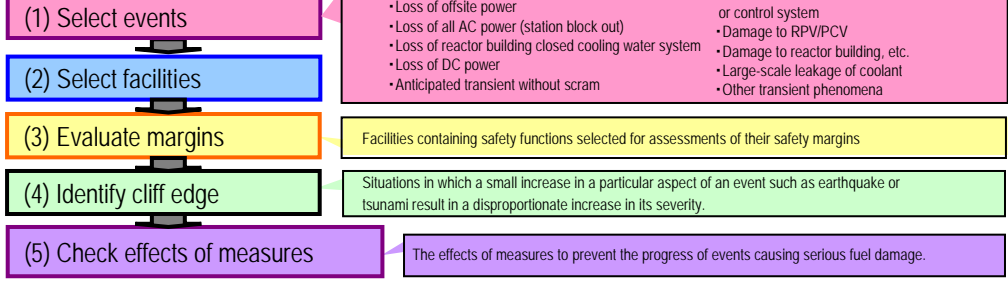 (1) Select events
・Loss of offsite power
・Loss of all AC power (station block out)
・Loss of reactor building closed cooling water system
・Loss of DC power
・Anticipated transient without scram
or control system
・Damage to RPV/PCV
・Damage to reactor building, etc.
・Large-scale leakage of coolant
・Other transient phenomena
(2) Select facilities
(3) Evaluate margins
Facilities containing safety functions selected for assessments of their safety margins
(4) Identify cliff edge
Situations in which a small increase in a particular aspect of an event such as earthquake or
tsunami result in a disproportionate increase in its severity.
(5) Check effects of measures
The effects of measures to prevent the progress of events causing serious fuel damage.